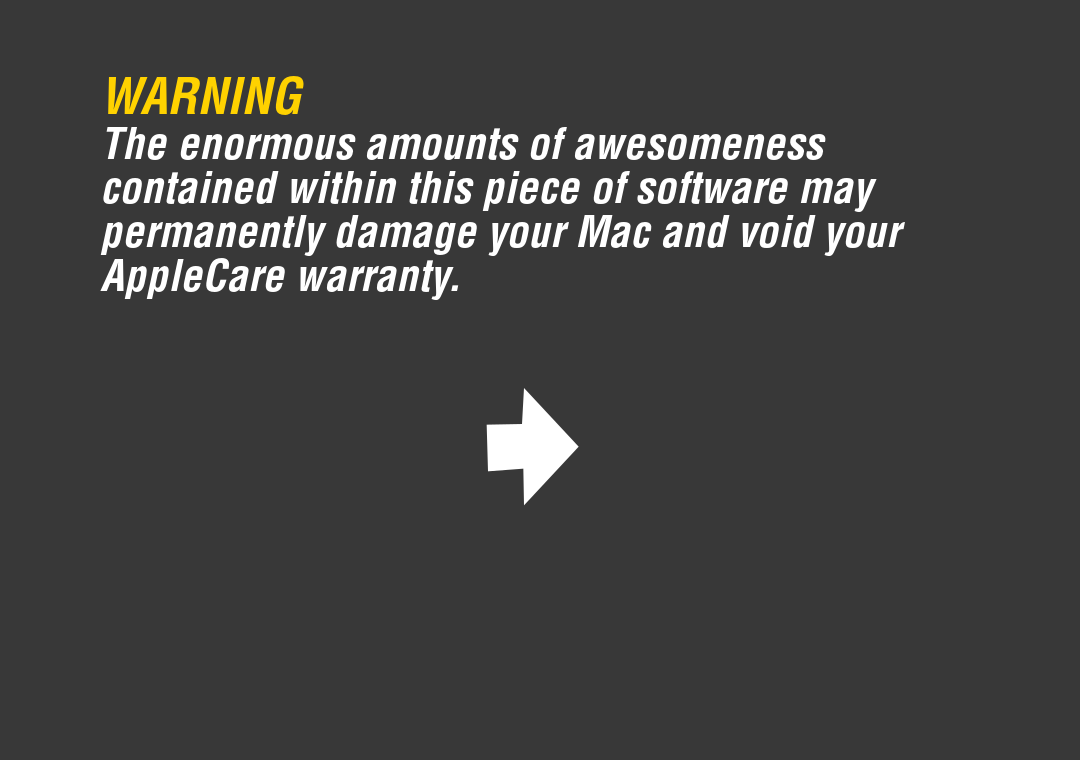 WARNING
The enormous amounts of awesomeness
contained within this piece of software may
permanently damage your Mac and void your
AppleCare warranty.